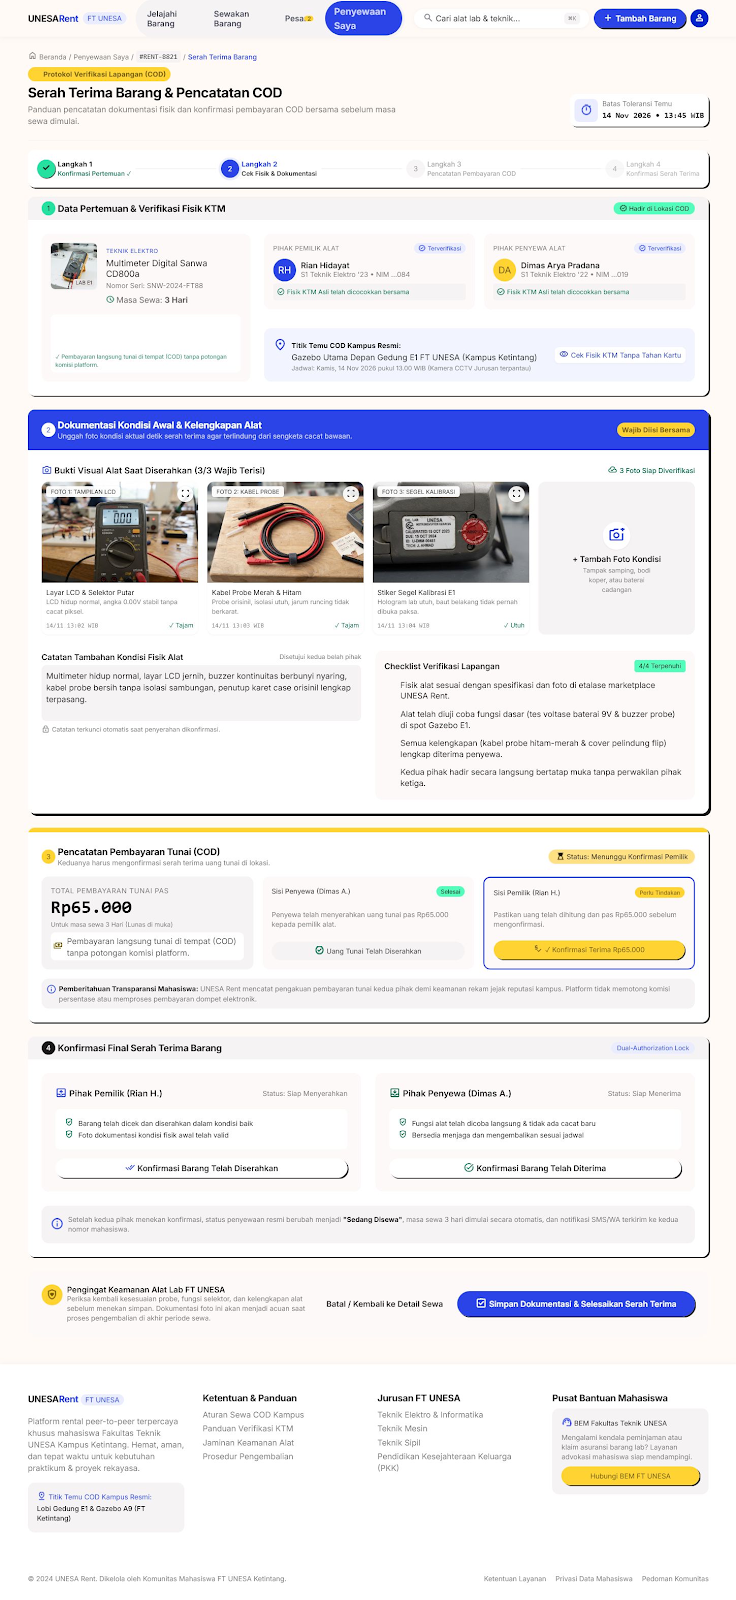 UNESARent FT UNESA
Jelajahi
Barang
Sewakan
Barang
Pesa
Penyewaan
Saya
Cari alat lab & teknik...
⌘K
+ Tambah Barang
Beranda / Penyewaan Saya / #RENT-8821 / Serah Terima Barang
Protokol Verifikasi Lapangan (COD)
Serah Terima Barang & Pencatatan COD
Panduan pencatatan dokumentasi fisik dan konfirmasi pembayaran COD bersama sebelum masa
sewa dimulai.
Batas Toleransi Temu
14 Nov 2026 • 13:45 WIB
Langkah 1
Konfirmasi Pertemuan ✓
2
Langkah 2
Cek Fisik & Dokumentasi
3
Langkah 3
Pencatatan Pembayaran COD
4
Langkah 4
Konfirmasi Serah Terima
1 Data Pertemuan & Verifikasi Fisik KTM
Hadir di Lokasi COD
LAB E1
TEKNIK ELEKTRO
Multimeter Digital Sanwa
CD800a
Nomor Seri: SNW-2024-FT88
Masa Sewa: 3 Hari
✓ Pembayaran langsung tunai di tempat (COD) tanpa potongan
komisi platform.
PIHAK PEMILIK ALAT
Terverifikasi
RH
Rian Hidayat
S1 Teknik Elektro '23 • NIM ...084
Fisik KTM Asli telah dicocokkan bersama
PIHAK PENYEWA ALAT
Terverifikasi
DA
Dimas Arya Pradana
S1 Teknik Elektro '22 • NIM ...019
Fisik KTM Asli telah dicocokkan bersama
Titik Temu COD Kampus Resmi:
Gazebo Utama Depan Gedung E1 FT UNESA (Kampus Ketintang)
Jadwal: Kamis, 14 Nov 2026 pukul 13.00 WIB (Kamera CCTV Jurusan terpantau)
Cek Fisik KTM Tanpa Tahan Kartu
2
Dokumentasi Kondisi Awal & Kelengkapan Alat
Unggah foto kondisi aktual detik serah terima agar terlindung dari sengketa cacat bawaan.
Wajib Diisi Bersama
Bukti Visual Alat Saat Diserahkan (3/3 Wajib Terisi)
3 Foto Siap Diverifikasi
FOTO 1: TAMPILAN LCD
Layar LCD & Selektor Putar
LCD hidup normal, angka 0.00V stabil tanpa
cacat piksel.
14/11 13:02 WIB
✓ Tajam
FOTO 2: KABEL PROBE
Kabel Probe Merah & Hitam
Probe orisinil, isolasi utuh, jarum runcing tidak
berkarat.
14/11 13:03 WIB
✓ Tajam
FOTO 3: SEGEL KALIBRASI
UNESA
Stiker Segel Kalibrasi E1
Hologram lab utuh, baut belakang tidak pernah
dibuka paksa.
14/11 13:04 WIB
✓ Utuh
+ Tambah Foto Kondisi
Tampak samping, bodi
koper, atau baterai
cadangan
Catatan Tambahan Kondisi Fisik Alat
Disetujui kedua belah pihak
Multimeter hidup normal, layar LCD jernih, buzzer kontinuitas berbunyi nyaring,
kabel probe bersih tanpa isolasi sambungan, penutup karet case orisinil lengkap
terpasang.
Catatan terkunci otomatis saat penyerahan dikonfirmasi.
Checklist Verifikasi Lapangan
4/4 Terpenuhi
Fisik alat sesuai dengan spesifikasi dan foto di etalase marketplace
UNESA Rent.
Alat telah diuji coba fungsi dasar (tes voltase baterai 9V & buzzer probe)
di spot Gazebo E1.
Semua kelengkapan (kabel probe hitam-merah & cover pelindung flip)
lengkap diterima penyewa.
Kedua pihak hadir secara langsung bertatap muka tanpa perwakilan pihak
ketiga.
3
Pencatatan Pembayaran Tunai (COD)
Keduanya harus mengonfirmasi serah terima uang tunai di lokasi.
Status: Menunggu Konfirmasi Pemilik
TOTAL PEMBAYARAN TUNAI PAS
Rp65.000
Untuk masa sewa 3 Hari (Lunas di muka)
Pembayaran langsung tunai di tempat (COD)
tanpa potongan komisi platform.
Sisi Penyewa (Dimas A.)
Selesai
Penyewa telah menyerahkan uang tunai pas Rp65.000
kepada pemilik alat.
Uang Tunai Telah Diserahkan
Sisi Pemilik (Rian H.)
Perlu Tindakan
Pastikan uang telah dihitung dan pas Rp65.000 sebelum
mengonfirmasi.
✓ Konfirmasi Terima Rp65.000
Pemberitahuan Transparansi Mahasiswa: UNESA Rent mencatat pengakuan pembayaran tunai kedua pihak demi keamanan rekam jejak reputasi kampus. Platform tidak memotong komisi
persentase atau memproses pembayaran dompet elektronik.
4 Konfirmasi Final Serah Terima Barang
Dual-Authorization Lock
Pihak Pemilik (Rian H.)
Status: Siap Menyerahkan
Barang telah dicek dan diserahkan dalam kondisi baik
Foto dokumentasi kondisi fisik awal telah valid
Konfirmasi Barang Telah Diserahkan
Pihak Penyewa (Dimas A.)
Status: Siap Menerima
Fungsi alat telah dicoba langsung & tidak ada cacat baru
Bersedia menjaga dan mengembalikan sesuai jadwal
Konfirmasi Barang Telah Diterima
Setelah kedua pihak menekan konfirmasi, status penyewaan resmi berubah menjadi "Sedang Disewa", masa sewa 3 hari dimulai secara otomatis, dan notifikasi SMS/WA terkirim ke kedua
nomor mahasiswa.
Pengingat Keamanan Alat Lab FT UNESA
Periksa kembali kesesuaian probe, fungsi selektor, dan kelengkapan alat
sebelum menekan simpan. Dokumentasi foto ini akan menjadi acuan saat
proses pengembalian di akhir periode sewa.
Batal / Kembali ke Detail Sewa
Simpan Dokumentasi & Selesaikan Serah Terima
UNESARent FT UNESA
Platform rental peer-to-peer terpercaya
khusus mahasiswa Fakultas Teknik
UNESA Kampus Ketintang. Hemat, aman,
dan tepat waktu untuk kebutuhan
praktikum & proyek rekayasa.
Titik Temu COD Kampus Resmi:
Lobi Gedung E1 & Gazebo A9 (FT
Ketintang)
Ketentuan & Panduan
Aturan Sewa COD Kampus
Panduan Verifikasi KTM
Jaminan Keamanan Alat
Prosedur Pengembalian
Jurusan FT UNESA
Teknik Elektro & Informatika
Teknik Mesin
Teknik Sipil
Pendidikan Kesejahteraan Keluarga
(PKK)
Pusat Bantuan Mahasiswa
BEM Fakultas Teknik UNESA
Mengalami kendala peminjaman atau
klaim asuransi barang lab? Layanan
advokasi mahasiswa siap mendampingi.
Hubungi BEM FT UNESA
© 2024 UNESA Rent. Dikelola oleh Komunitas Mahasiswa FT UNESA Ketintang.
Ketentuan Layanan
Privasi Data Mahasiswa
Pedoman Komunitas